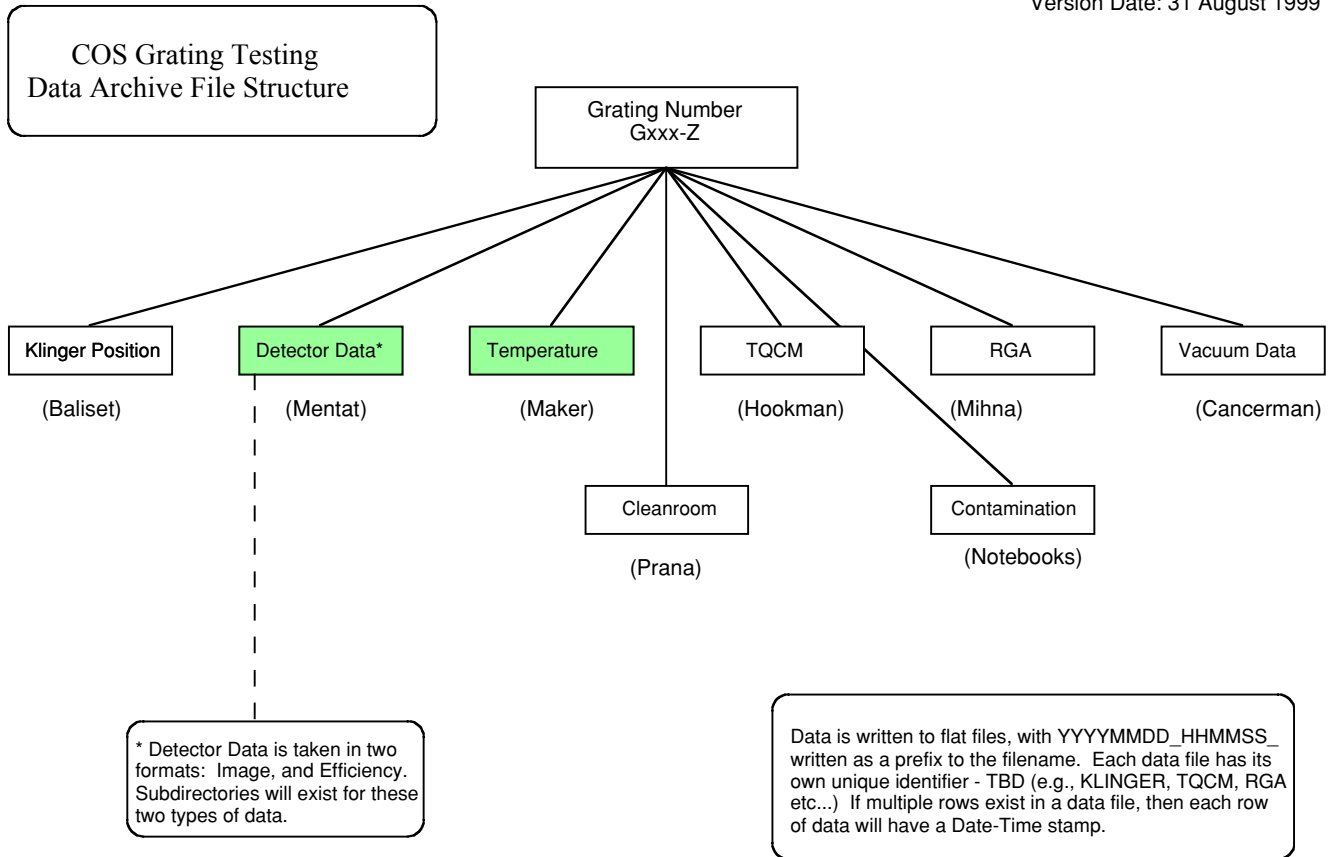 Version Date: 31 August 1999
COS Grating Testing
Data Archive File Structure
Grating Number
Gxxx-Z
Klinger Position
Detector Data*
Temperature
TQCM
RGA
Vacuum Data
(Baliset)
(Mentat)
(Maker)
(Hookman)
(Mihna)
(Cancerman)
Cleanroom
Contamination
(Prana)
(Notebooks)
* Detector Data is taken in two
formats: Image, and Efficiency.
Subdirectories will exist for these
two types of data.
Data is written to flat files, with YYYYMMDD_HHMMSS_
written as a prefix to the filename. Each data file has its
own unique identifier - TBD (e.g., KLINGER, TQCM, RGA
etc...) If multiple rows exist in a data file, then each row
of data will have a Date-Time stamp.